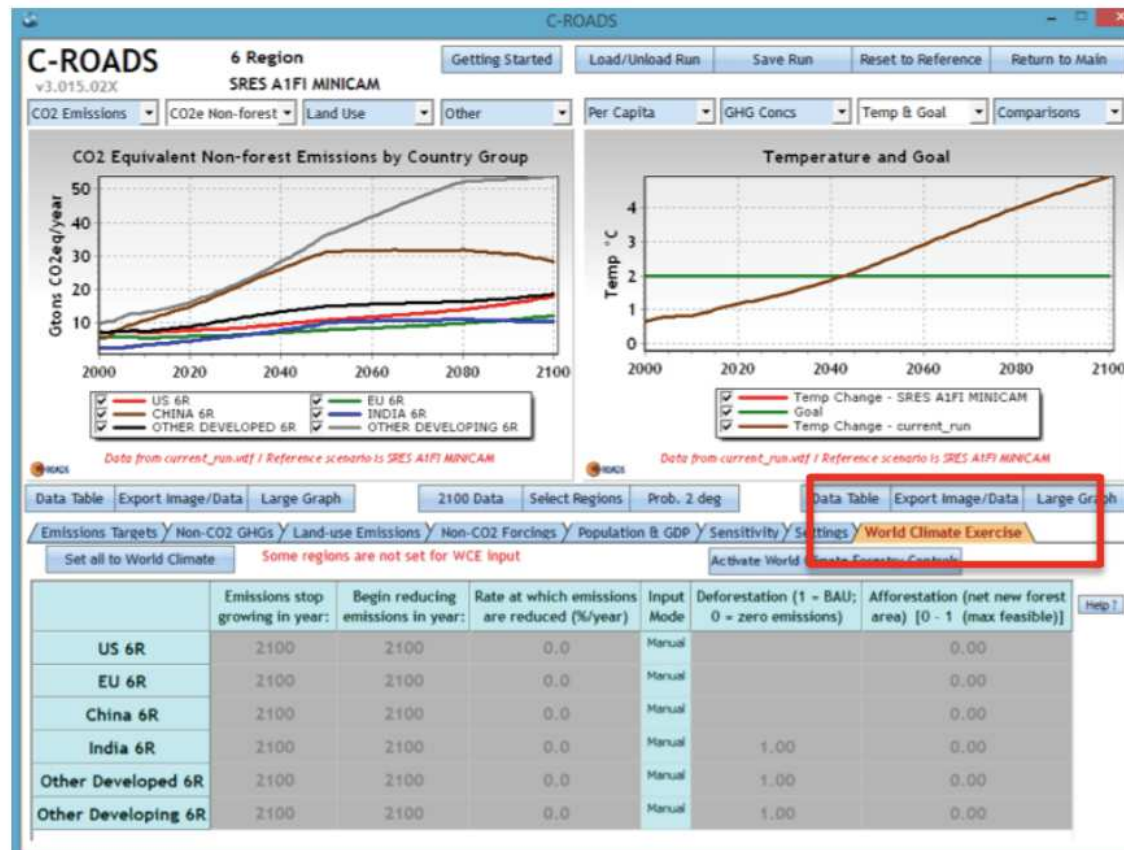 C-ROADS
C-ROADS
v3.015.02X
6 Region
SRES A1FI MINICAM
Getting Started
Load/Unload Run
Save Run
Reset to Reference
Return to Main
CO2 Emissions
CO2e Non-forest
Land Use
Other
Per Capita
GHG Concs
Temp & Goal
Comparisons
CO2 Equivalent Non-forest Emissions by Country Group
Gtons CO2eq/year
50
40
30
20
10
2000 2020 2040 2060 2080 2100
US 6R EU 6R
CHINA 6R INDIA 6R
OTHER DEVELOPED 6R OTHER DEVELOPING 6R
Data from current_run.vdf / Reference scenario is SRES A1FI MINICAM
Temperature and Goal
Temp °C
4
3
2
1
0
2000 2020 2040 2060 2080 2100
Temp Change - SRES A1FI MINICAM
Goal
Temp Change - current_run
Data from current_run.vdf / Reference scenario is SRES A1FI MINICAM
Data Table Export Image/Data Large Graph
2100 Data Select Regions Prob. 2 deg
Data Table Export Image/Data Large Graph
Emissions Targets Non-CO2 GHGs Land-use Emissions Non-CO2 Forcings Population & GDP Sensitivity Settings World Climate Exercise
Set all to World Climate
Some regions are not set for WCE input
Activate World Climate Forestry Controls
Emissions stop growing in year:
Begin reducing emissions in year:
Rate at which emissions are reduced (%/year)
Input Mode
Deforestation (1 = BAU; 0 = zero emissions)
Afforestation (net new forest area) [0 - 1 (max feasible)]
Help ?
US 6R 2100 2100 0.0 Manual 0.00
EU 6R 2100 2100 0.0 Manual 0.00
China 6R 2100 2100 0.0 Manual 0.00
India 6R 2100 2100 0.0 Manual 1.00 0.00
Other Developed 6R 2100 2100 0.0 Manual 1.00 0.00
Other Developing 6R 2100 2100 0.0 Manual 1.00 0.00